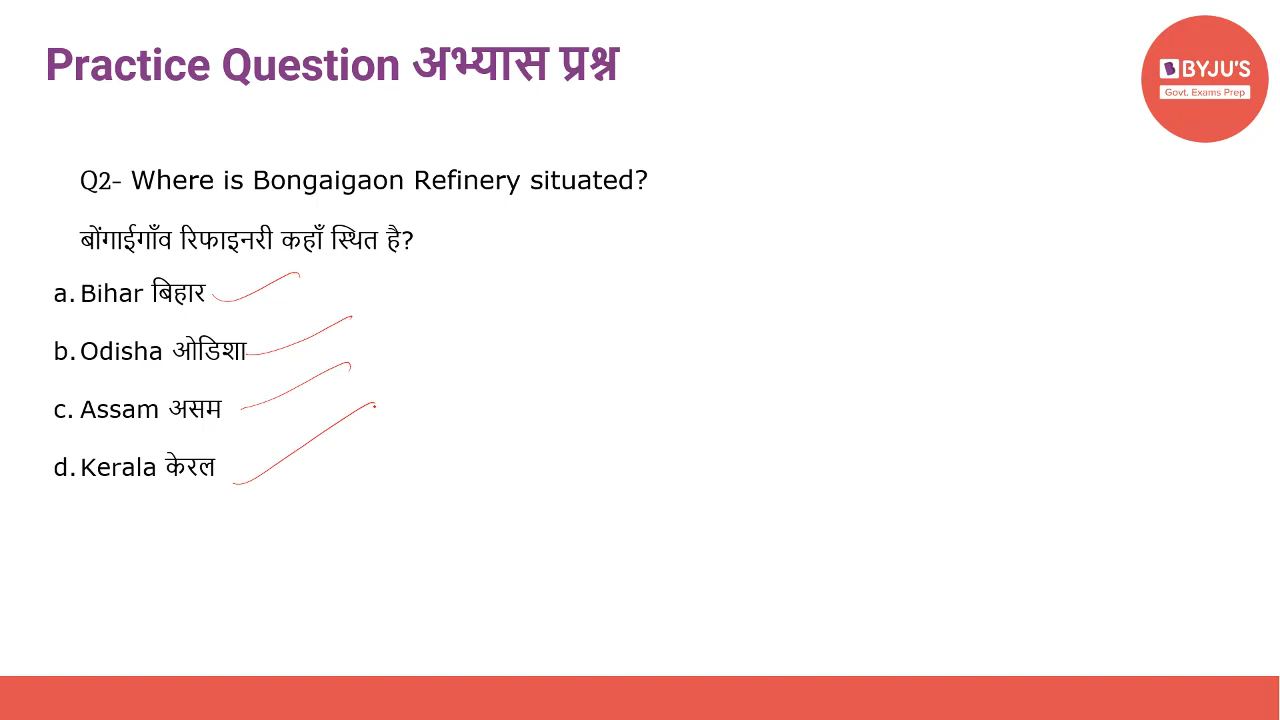 Practice Question अभ्यास प्रश्न
BYJU'S
Govt. Exams Prep
Q2- Where is Bongaigaon Refinery situated?
बोंगाईगाँव रिफाइनरी कहाँ स्थित है?
a. Bihar बिहार
b. Odisha ओडिशा
c. Assam असम
d. Kerala केरल